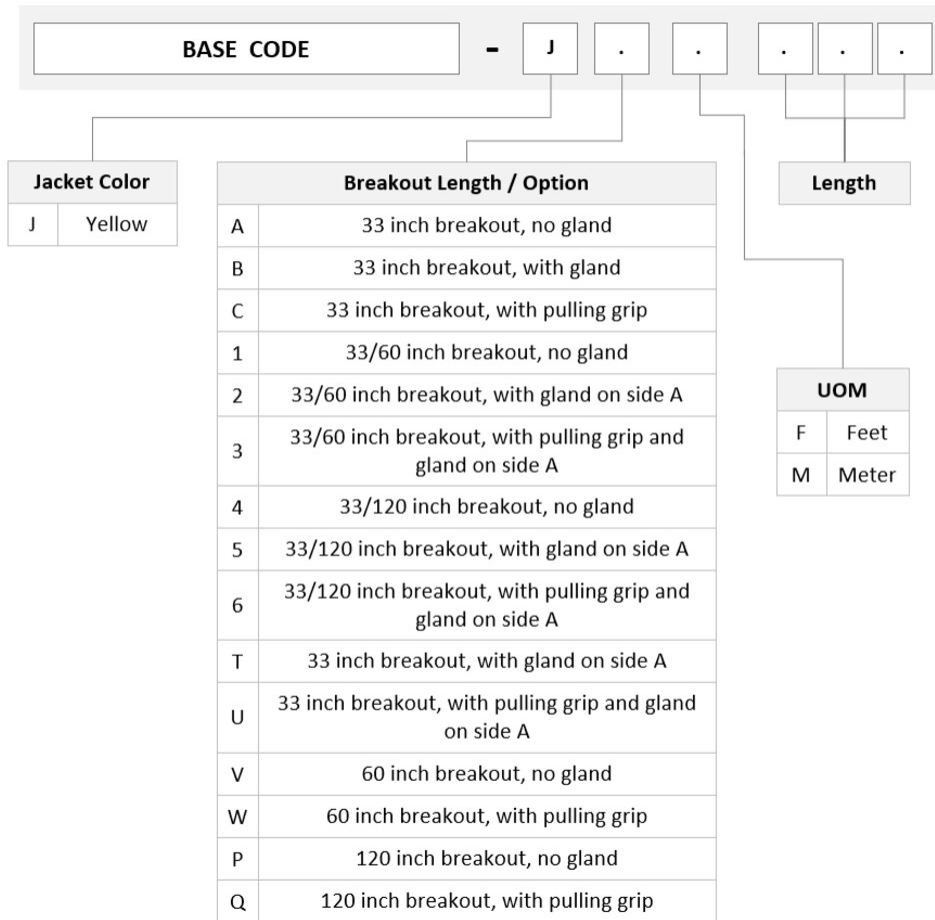 BASE CODE - J . . . . .
Jacket Color
J Yellow
Breakout Length / Option
A 33 inch breakout, no gland
B 33 inch breakout, with gland
C 33 inch breakout, with pulling grip
1 33/60 inch breakout, no gland
2 33/60 inch breakout, with gland on side A
3 33/60 inch breakout, with pulling grip and
gland on side A
4 33/120 inch breakout, no gland
5 33/120 inch breakout, with gland on side A
6 33/120 inch breakout, with pulling grip and
gland on side A
T 33 inch breakout, with gland on side A
U 33 inch breakout, with pulling grip and gland
on side A
V 60 inch breakout, no gland
W 60 inch breakout, with pulling grip
P 120 inch breakout, no gland
Q 120 inch breakout, with pulling grip
Length
UOM
F Feet
M Meter